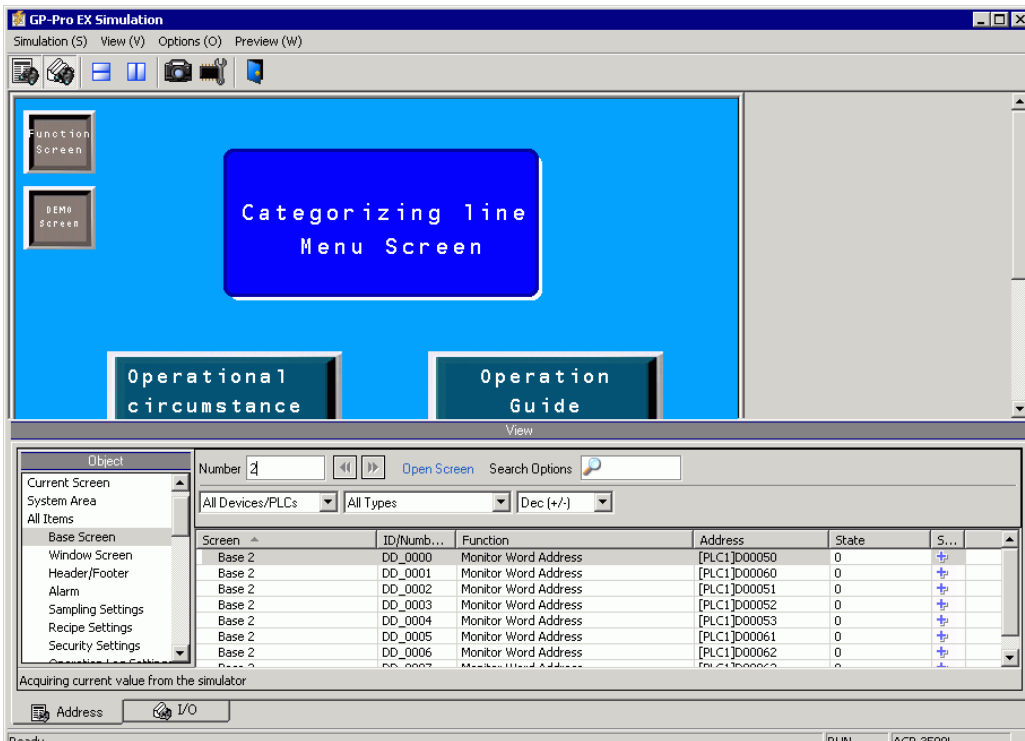 GP-Pro EX Simulation
Simulation (S) View (V) Options (O) Preview (W)
Function
Screen
DEMO
Screen
Categorizing line
Menu Screen
Operational
circumstance
Operation
Guide
View
Object
Current Screen
System Area
All Items
Base Screen
Window Screen
Header/Footer
Alarm
Sampling Settings
Recipe Settings
Security Settings
Number 2 Open Screen Search Options
All Devices/PLCs All Types Dec (+/-)
Screen ID/Numb... Function Address State S...
Base 2 DD_0000 Monitor Word Address [PLC1]D00050 0
Base 2 DD_0001 Monitor Word Address [PLC1]D00060 0
Base 2 DD_0002 Monitor Word Address [PLC1]D00051 0
Base 2 DD_0003 Monitor Word Address [PLC1]D00052 0
Base 2 DD_0004 Monitor Word Address [PLC1]D00053 0
Base 2 DD_0005 Monitor Word Address [PLC1]D00061 0
Base 2 DD_0006 Monitor Word Address [PLC1]D00062 0
Acquiring current value from the simulator
Address I/O